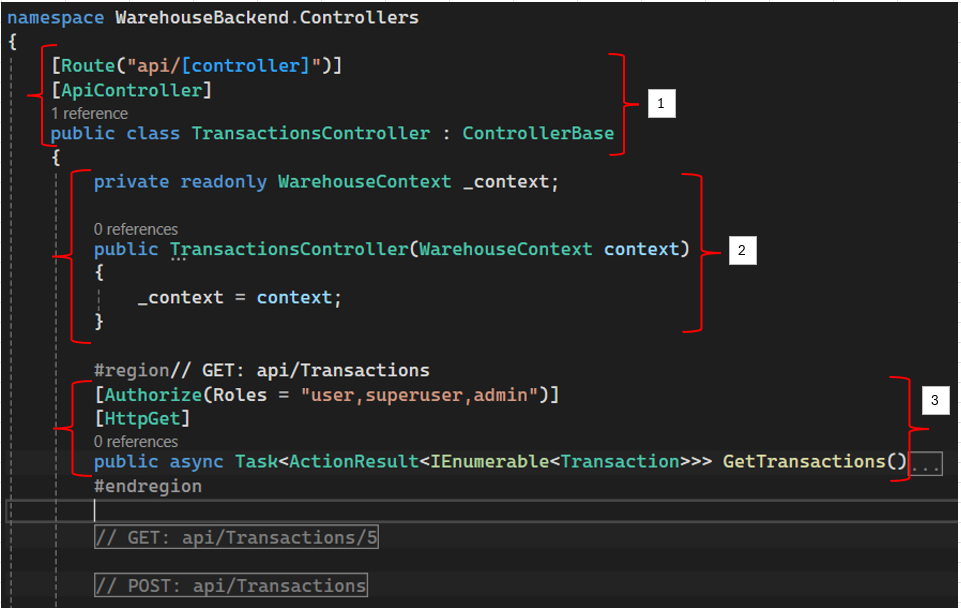 namespace WarehouseBackend.Controllers
{
[Route("api/[controller]")]
[ApiController]
1 reference
public class TransactionsController : ControllerBase
{
private readonly WarehouseContext _context;
0 references
public TransactionsController(WarehouseContext context)
{
_context = context;
}
#region// GET: api/Transactions
[Authorize(Roles = "user,superuser,admin")]
[HttpGet]
0 references
public async Task<ActionResult<IEnumerable<Transaction>>> GetTransactions()...
#endregion
// GET: api/Transactions/5
// POST: api/Transactions
1
2
3